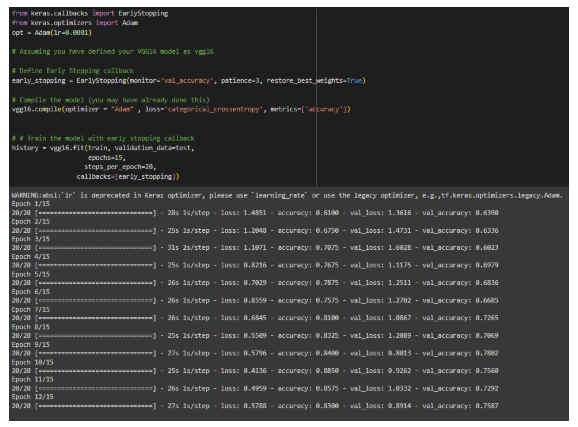 from keras.callbacks import EarlyStopping
from keras.optimizers import Adam
opt = Adam(lr=0.0001)
# Assuming you have defined your VGG16 model as vgg16
# Define Early Stopping callback
early_stopping = EarlyStopping(monitor='val_accuracy', patience=3, restore_best_weights=True)
# Compile the model (you may have already done this)
vgg16.compile(optimizer = "Adam" , loss='categorical_crossentropy', metrics=['accuracy'])
# # Train the model with early stopping callback
history = vgg16.fit(train, validation_data=test,
epochs=15,
steps_per_epoch=20,
callbacks=[early_stopping])
WARNING:absl:`lr` is deprecated in Keras optimizer, please use `learning_rate` or use the legacy optimizer, e.g.,tf.keras.optimizers.legacy.Adam.
Epoch 1/15
20/20 [==============================] - 28s 1s/step - loss: 1.4851 - accuracy: 0.6100 - val_loss: 1.3616 - val_accuracy: 0.6390
Epoch 2/15
20/20 [==============================] - 25s 1s/step - loss: 1.2048 - accuracy: 0.6750 - val_loss: 1.4731 - val_accuracy: 0.6336
Epoch 3/15
20/20 [==============================] - 31s 2s/step - loss: 1.1071 - accuracy: 0.7075 - val_loss: 1.6028 - val_accuracy: 0.6023
Epoch 4/15
20/20 [==============================] - 25s 1s/step - loss: 0.8216 - accuracy: 0.7675 - val_loss: 1.1175 - val_accuracy: 0.6979
Epoch 5/15
20/20 [==============================] - 26s 1s/step - loss: 0.7029 - accuracy: 0.7875 - val_loss: 1.2511 - val_accuracy: 0.6836
Epoch 6/15
20/20 [==============================] - 26s 1s/step - loss: 0.8559 - accuracy: 0.7575 - val_loss: 1.2702 - val_accuracy: 0.6685
Epoch 7/15
20/20 [==============================] - 26s 1s/step - loss: 0.6845 - accuracy: 0.8100 - val_loss: 1.0867 - val_accuracy: 0.7265
Epoch 8/15
20/20 [==============================] - 25s 1s/step - loss: 0.5509 - accuracy: 0.8325 - val_loss: 1.2089 - val_accuracy: 0.7069
Epoch 9/15
20/20 [==============================] - 27s 1s/step - loss: 0.5796 - accuracy: 0.8400 - val_loss: 0.8013 - val_accuracy: 0.7802
Epoch 10/15
20/20 [==============================] - 25s 1s/step - loss: 0.4136 - accuracy: 0.8850 - val_loss: 0.9262 - val_accuracy: 0.7560
Epoch 11/15
20/20 [==============================] - 26s 1s/step - loss: 0.4959 - accuracy: 0.8575 - val_loss: 1.0332 - val_accuracy: 0.7292
Epoch 12/15
20/20 [==============================] - 27s 1s/step - loss: 0.5788 - accuracy: 0.8300 - val_loss: 0.8914 - val_accuracy: 0.7587